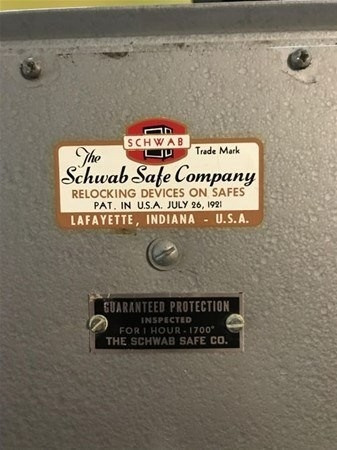 SCHWAB
Trade Mark
The
Schwab Safe Company
RELOCKING DEVICES ON SAFES
PAT. IN U.S.A. JULY 26, 1921
LAFAYETTE, INDIANA - U.S.A.
GUARANTEED PROTECTION
INSPECTED
FOR 1 HOUR - 1700°
THE SCHWAB SAFE CO.